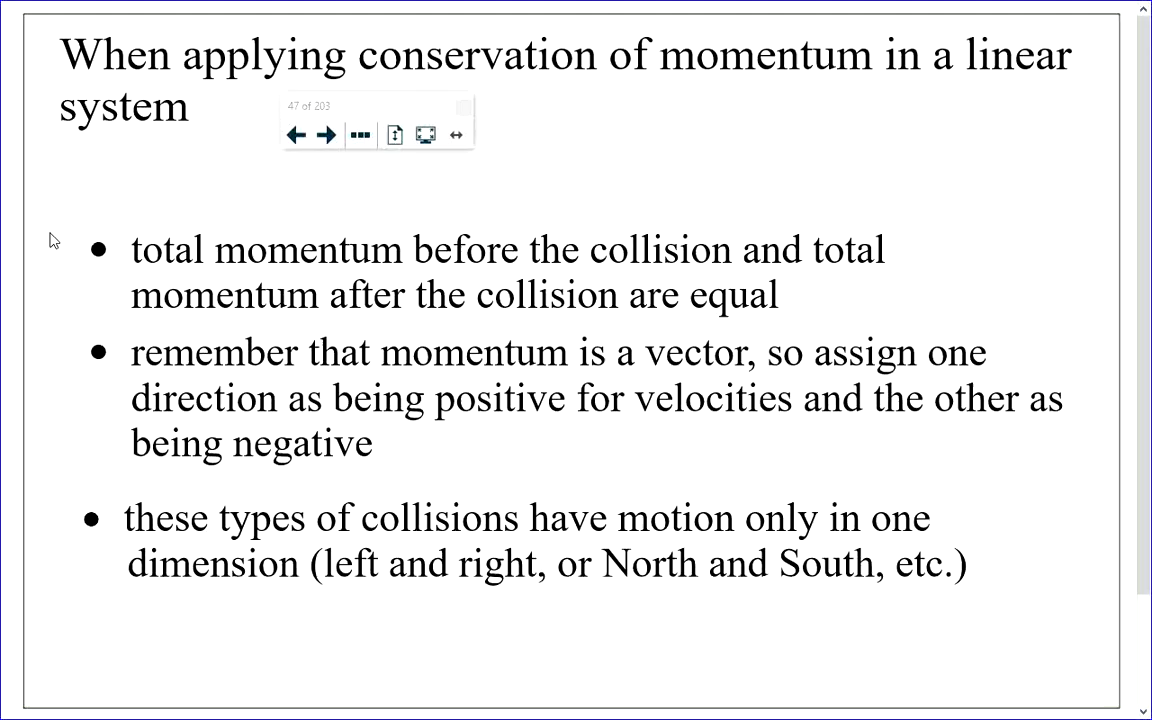 When applying conservation of momentum in a linear
system
47 of 203
• total momentum before the collision and total
momentum after the collision are equal
• remember that momentum is a vector, so assign one
direction as being positive for velocities and the other as
being negative
• these types of collisions have motion only in one
dimension (left and right, or North and South, etc.)